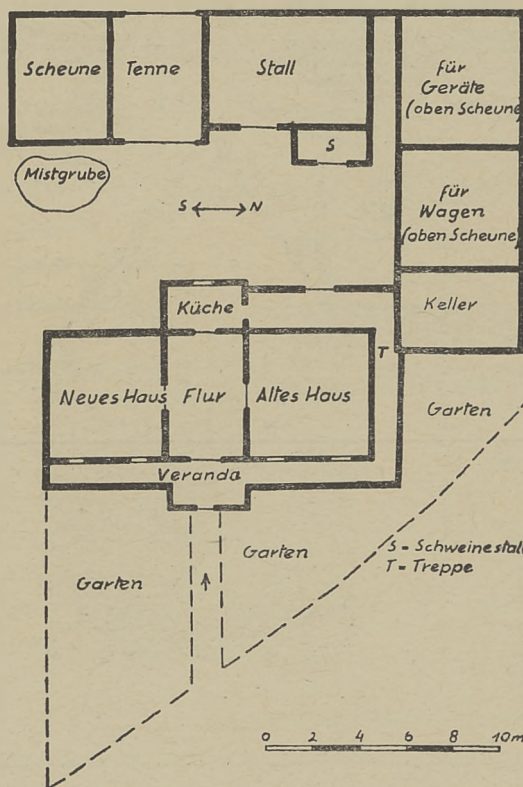 Scheune
Tenne
Stall
für
Geräte
(oben Scheune)
S
Mistgrube
S N
für
Wagen
(oben Scheune)
Küche
Keller
T
Neues Haus
Flur
Altes Haus
Garten
Veranda
Garten
Garten
S = Schweinestall
T = Treppe
0 2 4 6 8 10m